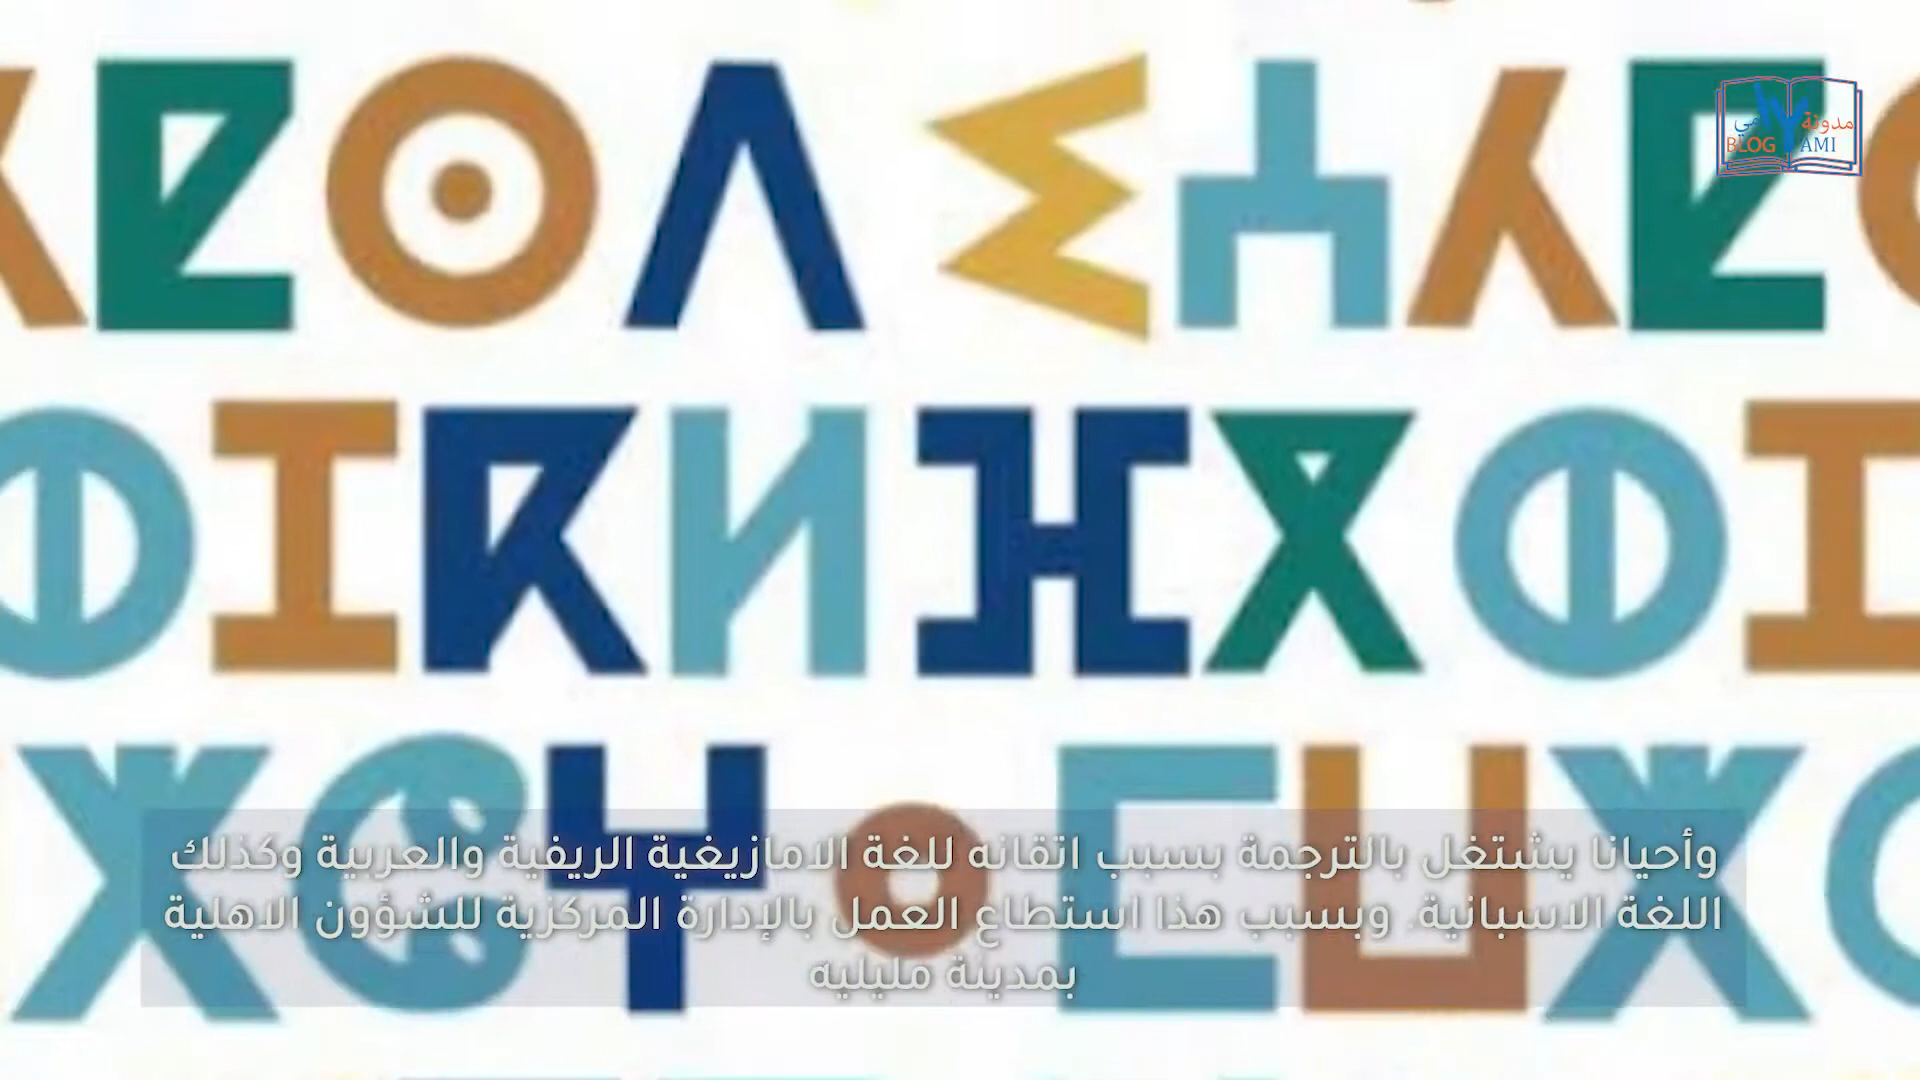 ⵇ ⵙ ⴷ ⵉ ⵄ ⵃ ⵇ
ⴱ ⵊ ⴽ ⵍ ⴼ ⴳ ⴱ ⵊ
ⵣ ⵛ ⵖ ⵎ ⵡ ⵣ
مدونة
BLOG AMI
وأحيانا يشتغل بالترجمة بسبب اتقانه للغة الامازيغية الريفية والعربية وكذلك
اللغة الاسبانية. وبسبب هذا استطاع العمل بالإدارة المركزية للشؤون الاهلية
بمدينة مليليه